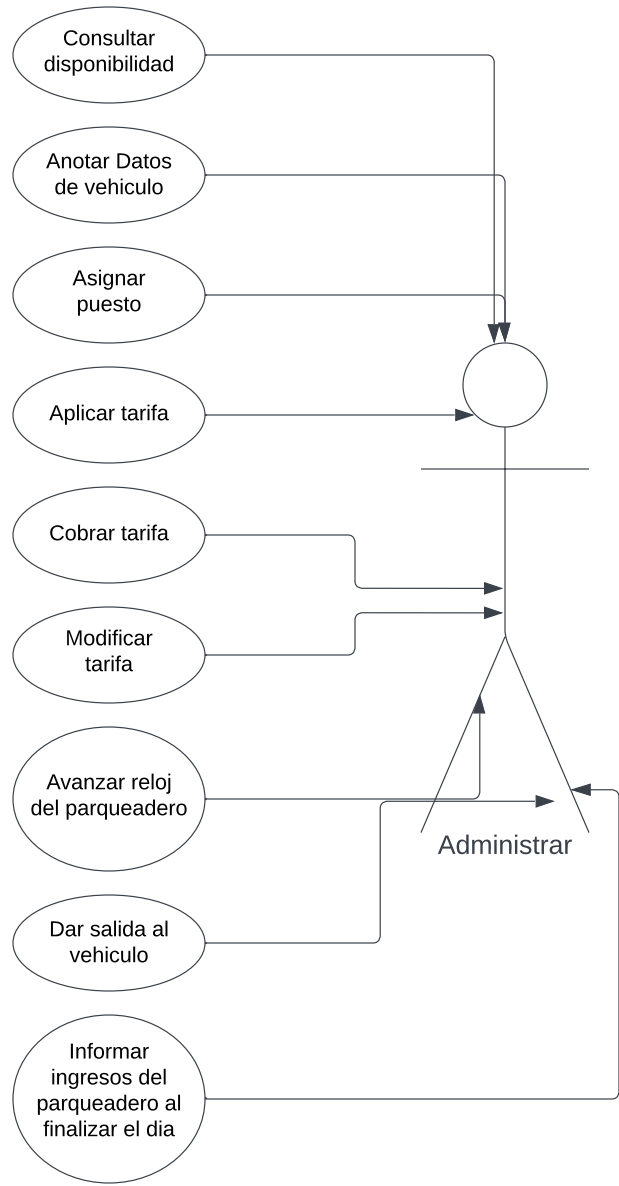 Consultar
disponibilidad
Anotar Datos
de vehiculo
Asignar
puesto
Aplicar tarifa
Cobrar tarifa
Modificar
tarifa
Avanzar reloj
del parqueadero
Administrar
Dar salida al
vehiculo
Informar
ingresos del
parqueadero al
finalizar el dia